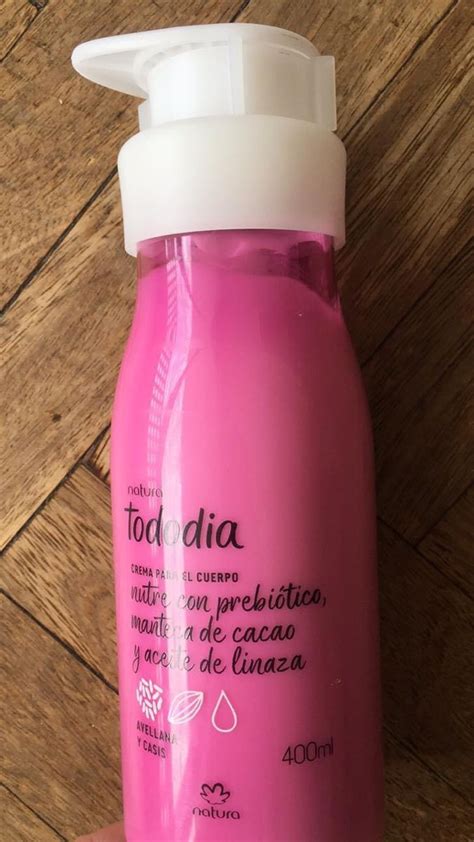 natura
tododia
CREMA PARA EL CUERPO
nutre con prebiótico,
manteca de cacao
y aceite de linaza
AVELLANA
Y CASIS
400ml
natura